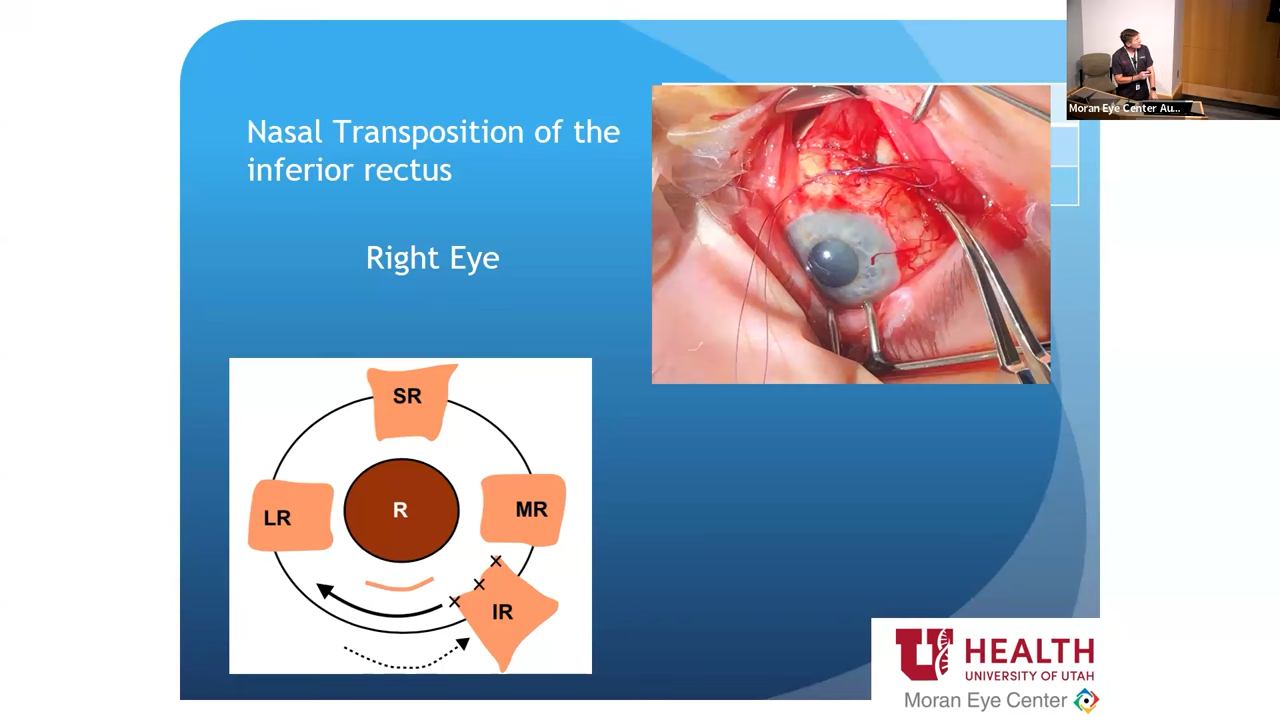 Moran Eye Center Au...
Nasal Transposition of the
inferior rectus
Right Eye
SR
LR
R
MR
x
x
x
IR
U HEALTH
UNIVERSITY OF UTAH
Moran Eye Center